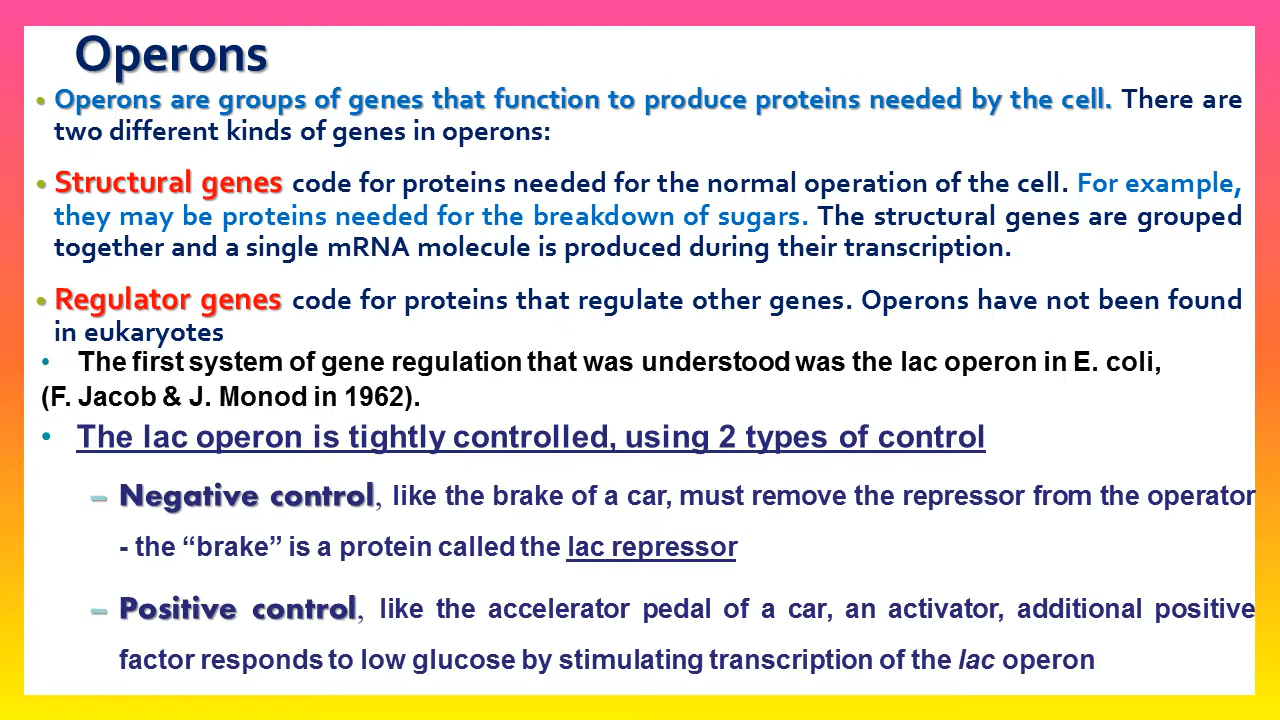 Operons
• Operons are groups of genes that function to produce proteins needed by the cell. There are
two different kinds of genes in operons:
• Structural genes code for proteins needed for the normal operation of the cell. For example,
they may be proteins needed for the breakdown of sugars. The structural genes are grouped
together and a single mRNA molecule is produced during their transcription.
• Regulator genes code for proteins that regulate other genes. Operons have not been found
in eukaryotes
• The first system of gene regulation that was understood was the lac operon in E. coli,
(F. Jacob & J. Monod in 1962).
• The lac operon is tightly controlled, using 2 types of control
– Negative control, like the brake of a car, must remove the repressor from the operator
- the “brake” is a protein called the lac repressor
– Positive control, like the accelerator pedal of a car, an activator, additional positive
factor responds to low glucose by stimulating transcription of the lac operon